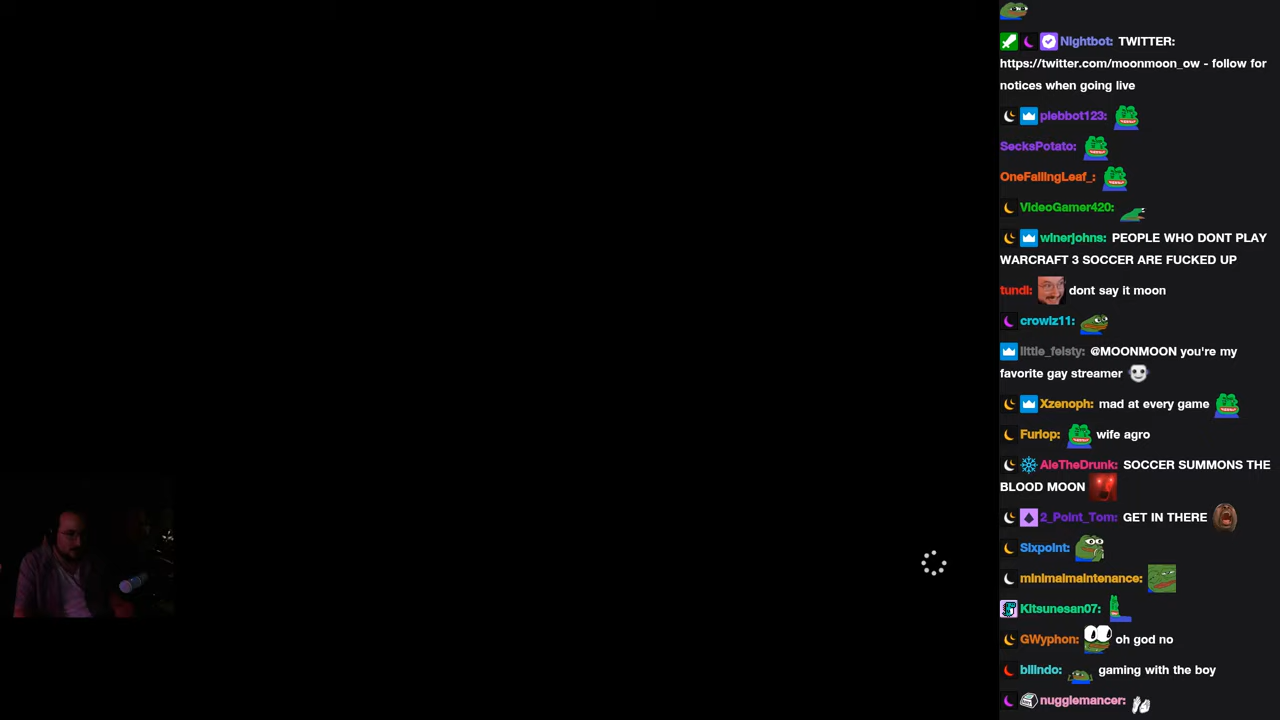 Nightbot: TWITTER:
https://twitter.com/moonmoon_ow - follow for
notices when going live
plebbot123:
SecksPotato:
OneFallingLeaf_:
VideoGamer420:
winerjohns: PEOPLE WHO DONT PLAY
WARCRAFT 3 SOCCER ARE FUCKED UP
tundl: dont say it moon
crowiz11:
little_feisty: @MOONMOON you're my
favorite gay streamer
Xzenoph: mad at every game
Furlop: wife agro
AleTheDrunk: SOCCER SUMMONS THE
BLOOD MOON
2_Point_Tom: GET IN THERE
Sixpoint:
minimalmaintenance:
Kitsunesan07:
GWyphon: oh god no
bilindo: gaming with the boy
nugglemancer: